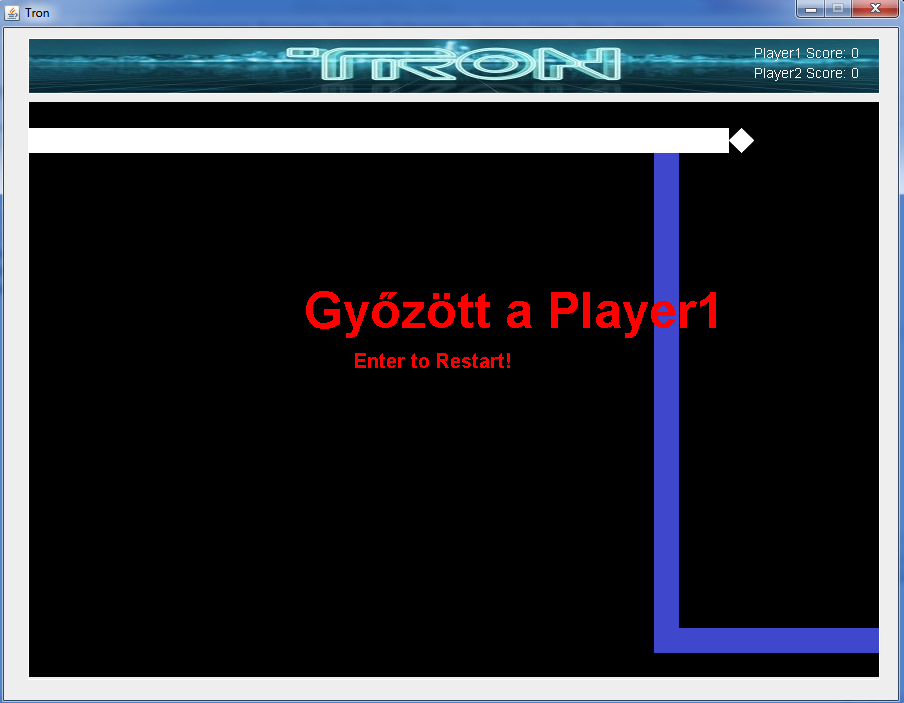 Tron
TRON
Player1 Score: 0
Player2 Score: 0
Győzött a Player1
Enter to Restart!